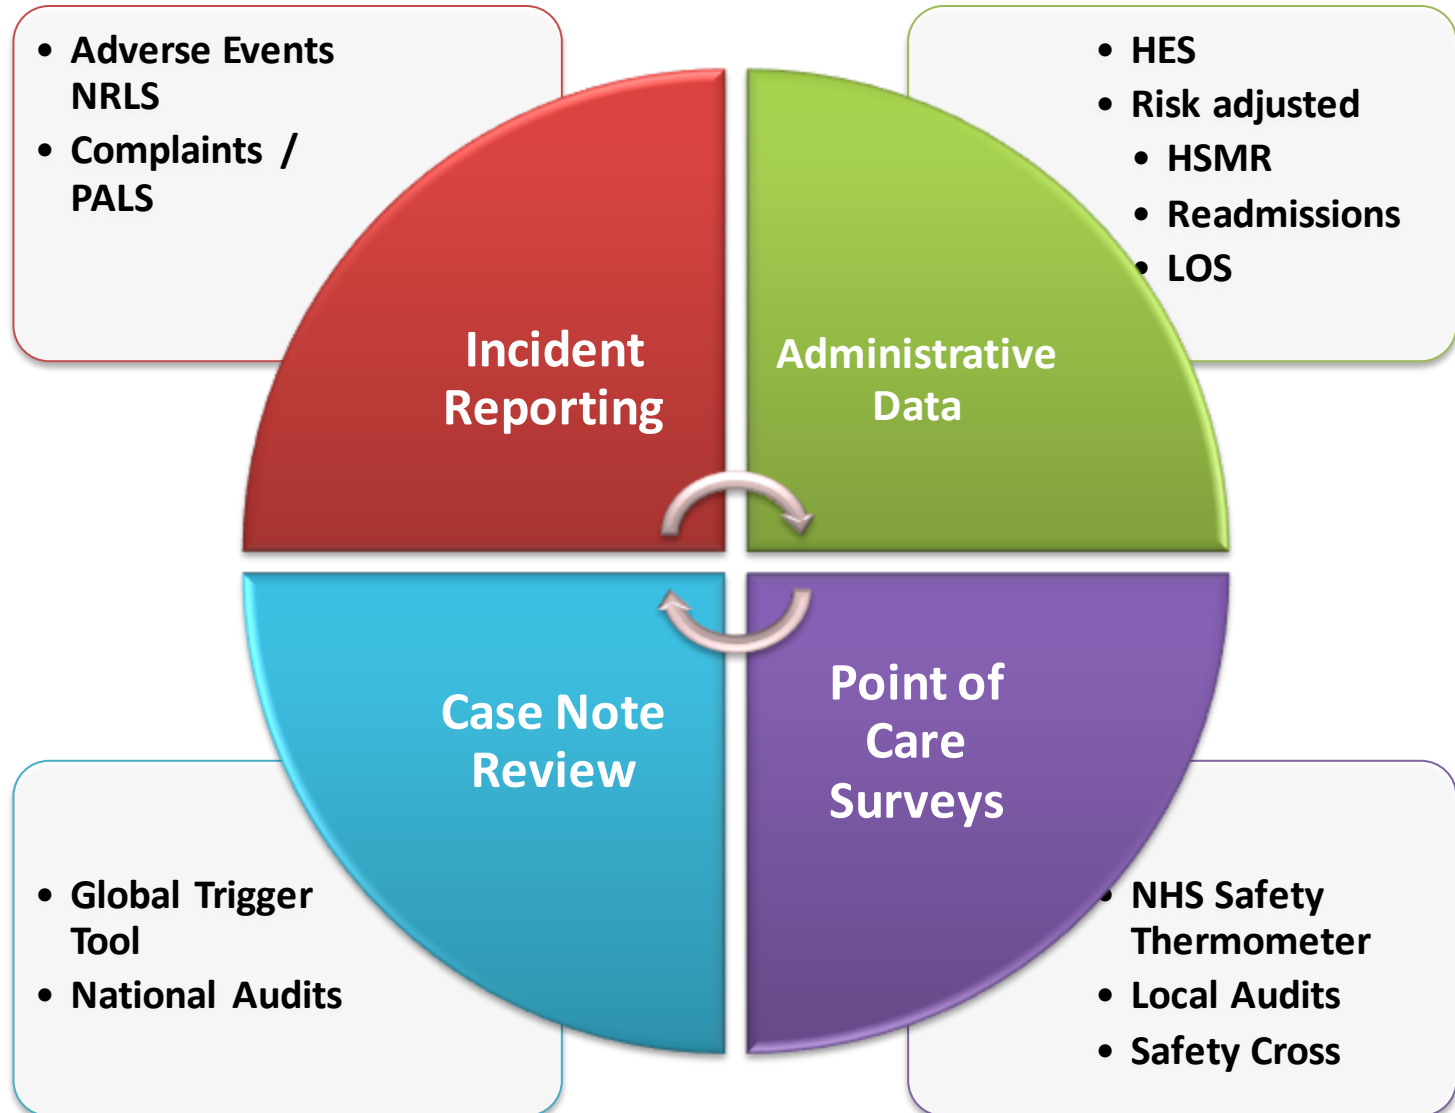 • Adverse Events
NRLS
• Complaints /
PALS
• HES
• Risk adjusted
• HSMR
• Readmissions
• LOS
Incident
Reporting
Administrative
Data
Case Note
Review
Point of
Care
Surveys
• Global Trigger
Tool
• National Audits
• NHS Safety
Thermometer
• Local Audits
• Safety Cross